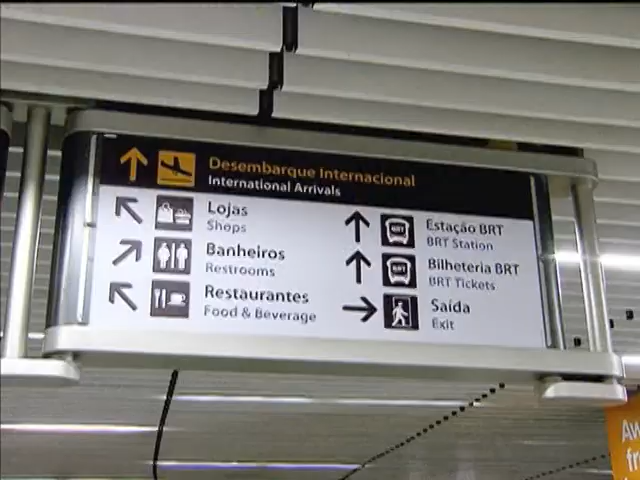 Desembarque Internacional
International Arrivals
Lojas
Shops
Banheiros
Restrooms
Restaurantes
Food & Beverage
Estação BRT
BRT Station
Bilheteria BRT
BRT Tickets
Saída
Exit